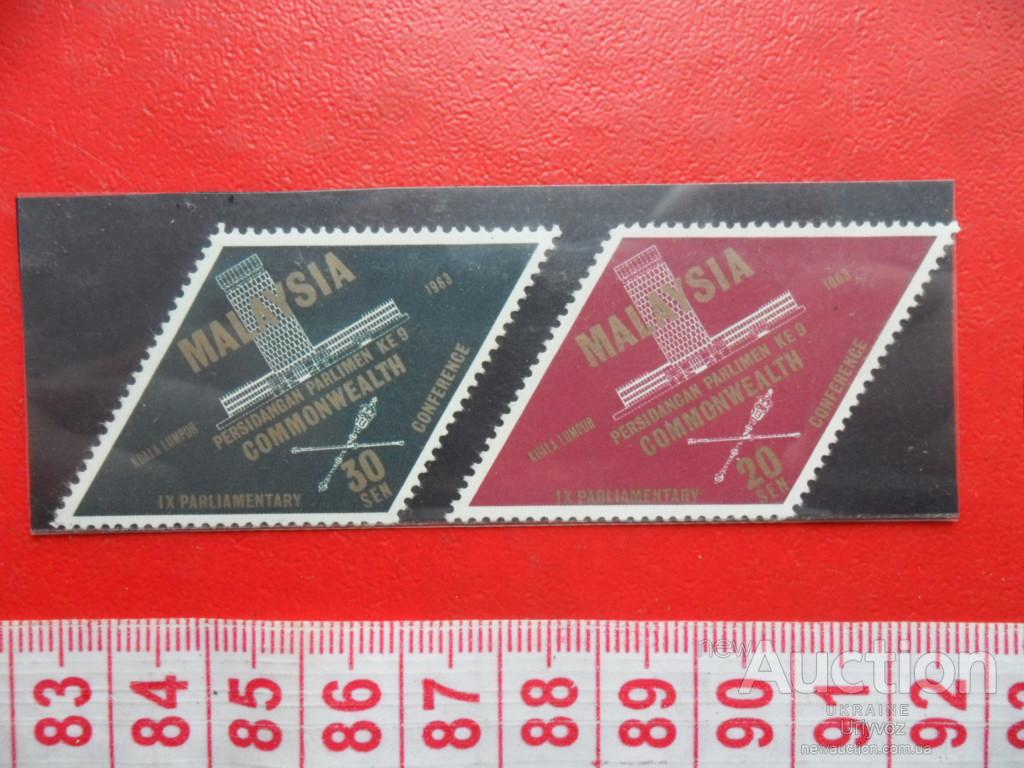 MALAYSIA
1963
PERSIDANGAN PARLIMEN KE 9
COMMONWEALTH
KUALA LUMPUR
CONFERENCE
30
SEN
IX PARLIAMENTARY
MALAYSIA
1963
PERSIDANGAN PARLIMEN KE 9
COMMONWEALTH
KUALA LUMPUR
CONFERENCE
20
SEN
IX PARLIAMENTARY
83 84 85 86 87 88 89 90 91 92 93
newAuction
UKRAINE
Uriyvoz
newauction.com.ua